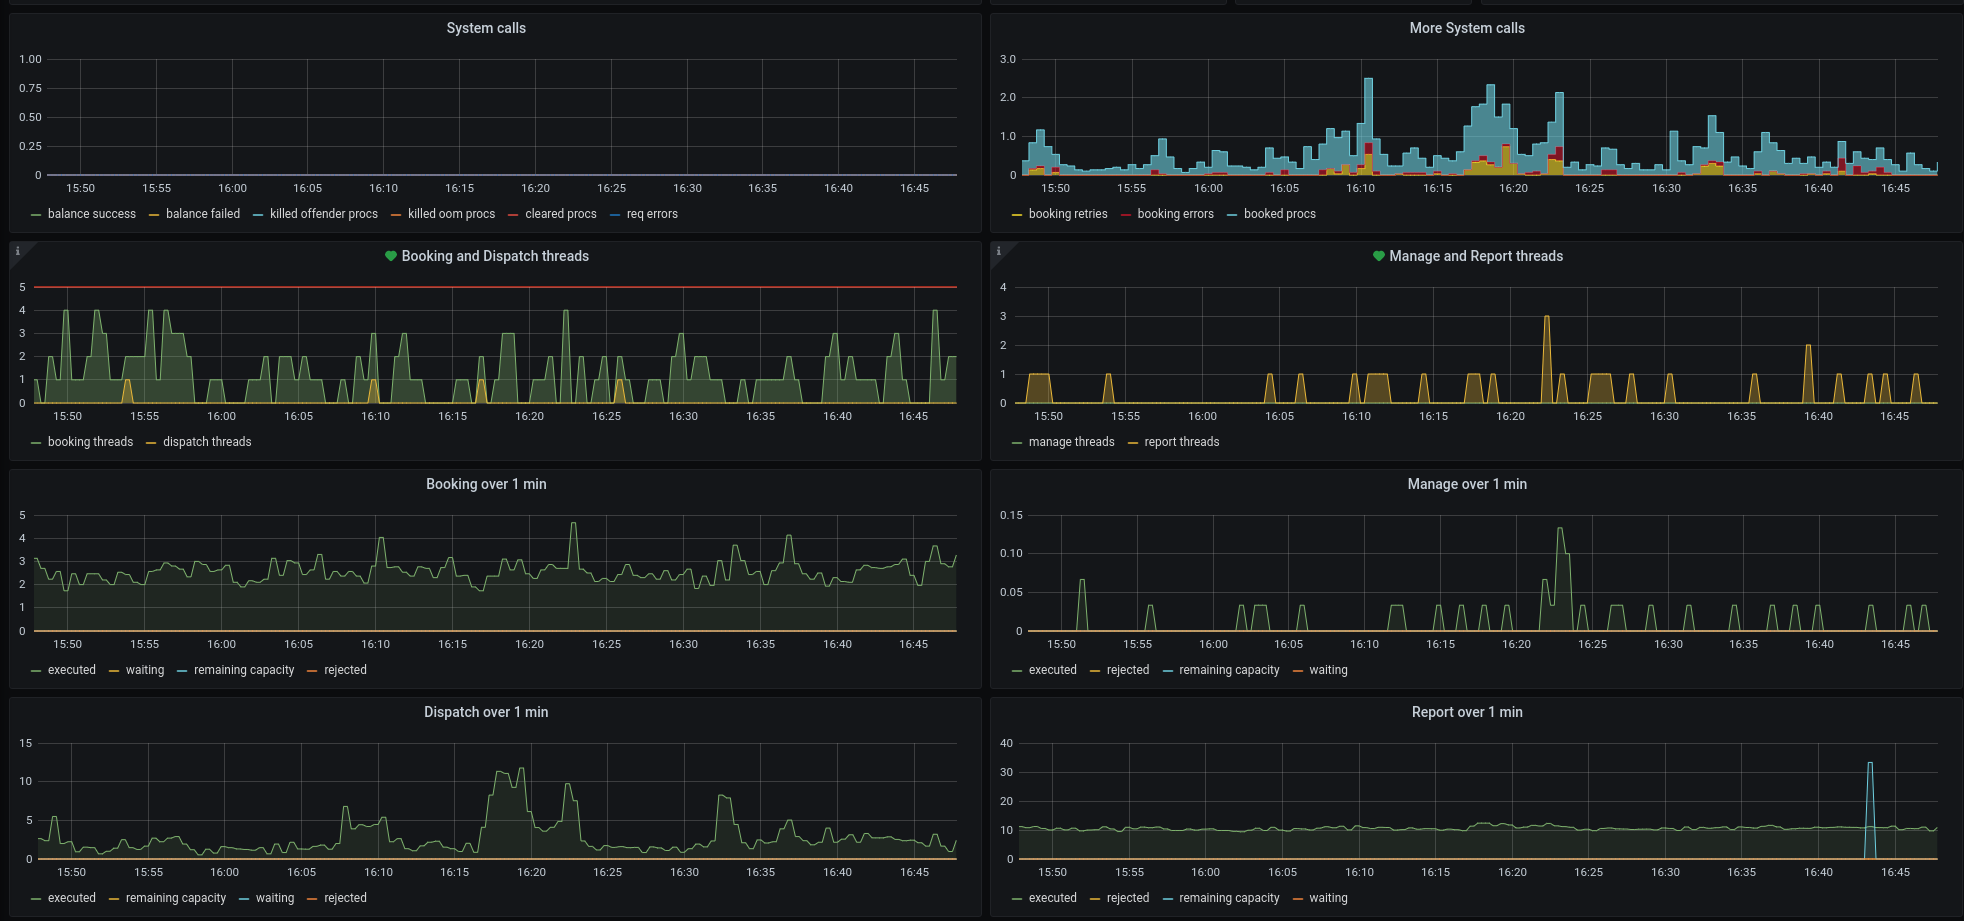 System calls
1.00
0.75
0.50
0.25
0
15:50 15:55 16:00 16:05 16:10 16:15 16:20 16:25 16:30 16:35 16:40 16:45
balance success balance failed killed offender procs killed oom procs cleared procs req errors
More System calls
3.0
2.0
1.0
0
15:50 15:55 16:00 16:05 16:10 16:15 16:20 16:25 16:30 16:35 16:40 16:45
booking retries booking errors booked procs
i
Booking and Dispatch threads
5
4
3
2
1
0
15:50 15:55 16:00 16:05 16:10 16:15 16:20 16:25 16:30 16:35 16:40 16:45
booking threads dispatch threads
i
Manage and Report threads
4
3
2
1
0
15:50 15:55 16:00 16:05 16:10 16:15 16:20 16:25 16:30 16:35 16:40 16:45
manage threads report threads
Booking over 1 min
5
4
3
2
1
0
15:50 15:55 16:00 16:05 16:10 16:15 16:20 16:25 16:30 16:35 16:40 16:45
executed waiting remaining capacity rejected
Manage over 1 min
0.15
0.10
0.05
0
15:50 15:55 16:00 16:05 16:10 16:15 16:20 16:25 16:30 16:35 16:40 16:45
executed rejected remaining capacity waiting
Dispatch over 1 min
15
10
5
0
15:50 15:55 16:00 16:05 16:10 16:15 16:20 16:25 16:30 16:35 16:40 16:45
executed remaining capacity waiting rejected
Report over 1 min
40
30
20
10
0
15:50 15:55 16:00 16:05 16:10 16:15 16:20 16:25 16:30 16:35 16:40 16:45
executed rejected remaining capacity waiting